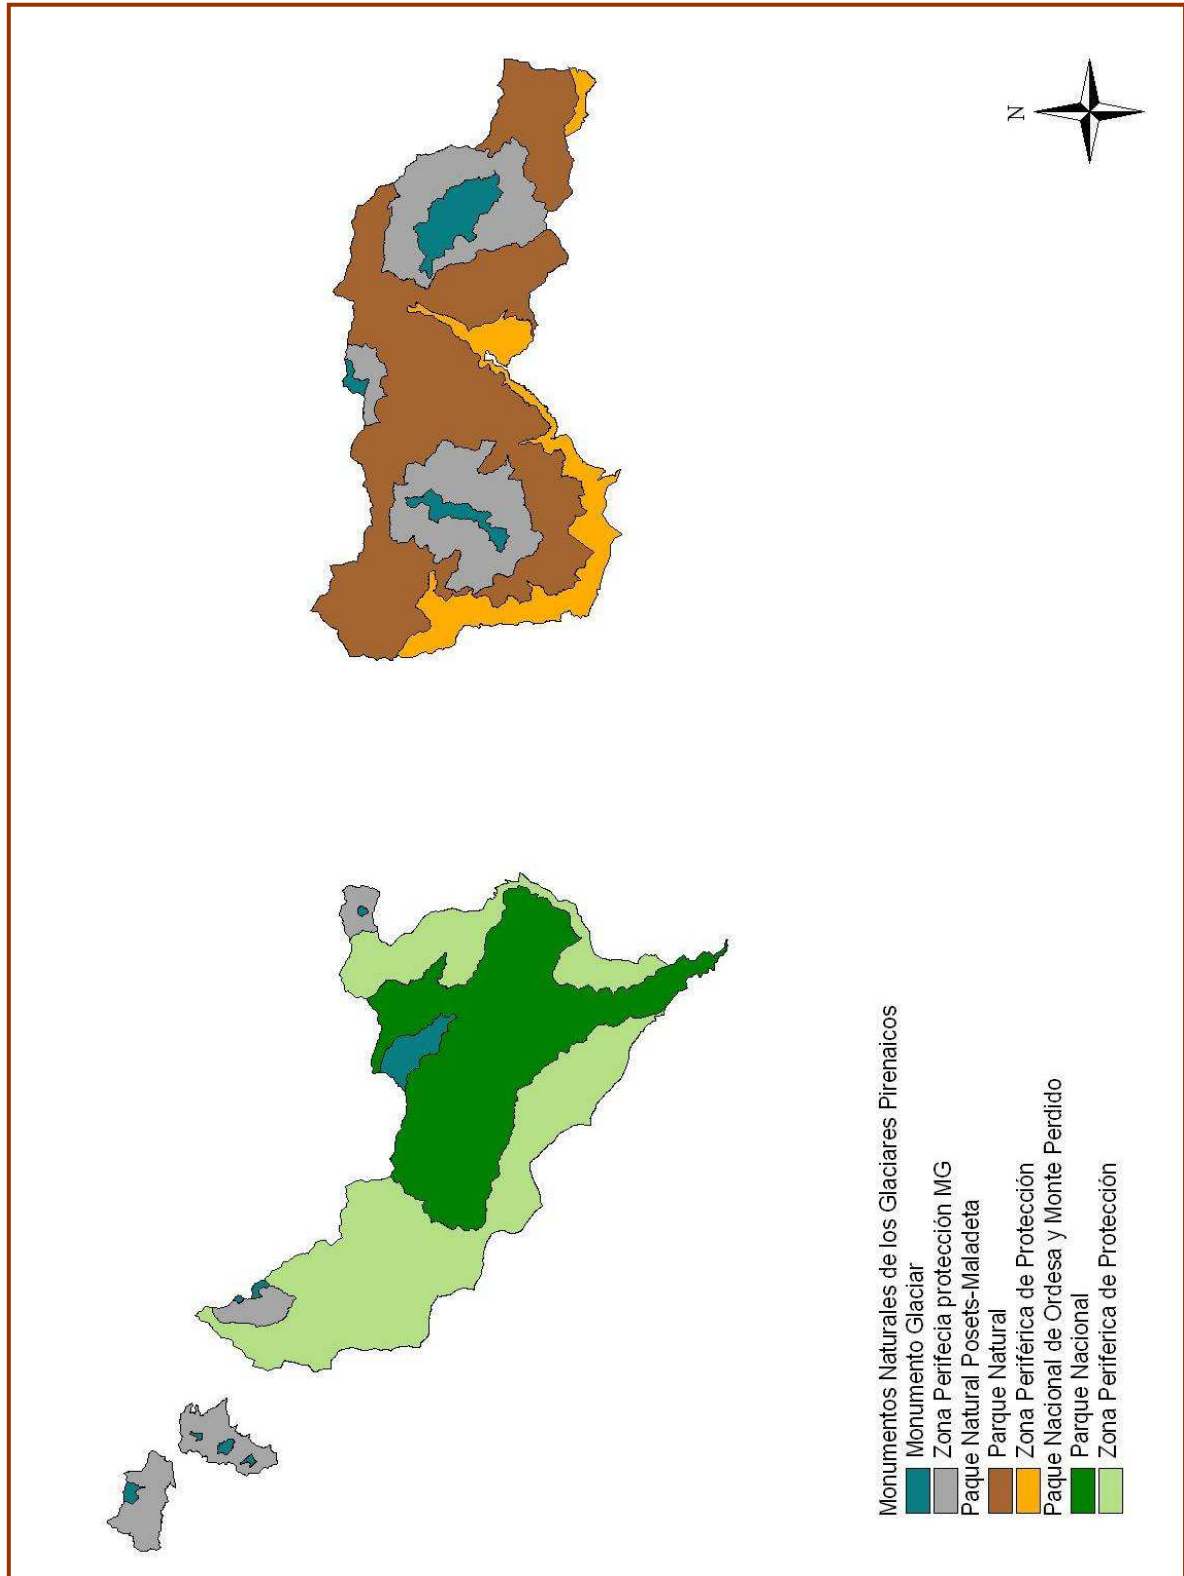 N
Monumentos Naturales de los Glaciares Pirenaicos
Monumento Glaciar
Zona Perifecia protección MG
Paque Natural Posets-Maladeta
Parque Natural
Zona Periférica de Protección
Paque Nacional de Ordesa y Monte Perdido
Parque Nacional
Zona Periferica de Protección